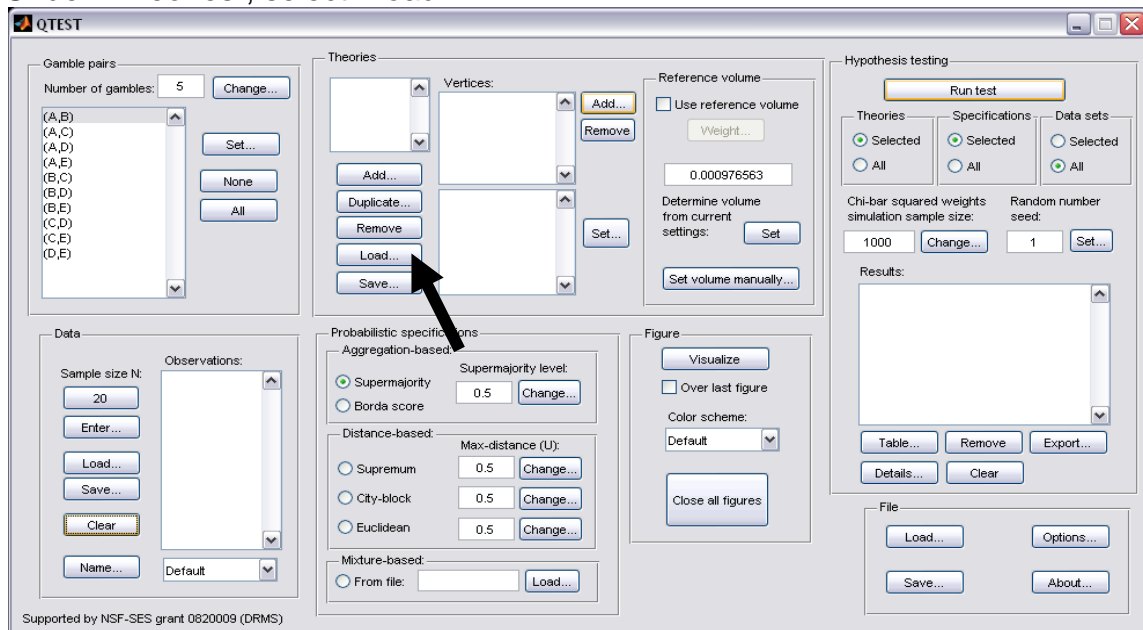 QTEST
Gamble pairs
Number of gambles: 5 Change...
(A,B)
(A,C)
(A,D)
(A,E)
(B,C)
(B,D)
(B,E)
(C,D)
(C,E)
(D,E)
Set...
None
All
Theories
Vertices:
Add...
Remove
Add...
Duplicate...
Remove
Load...
Save...
Set...
Reference volume
Use reference volume
Weight...
0.000976563
Determine volume
from current
settings: Set
Set volume manually...
Hypothesis testing
Run test
Theories
Selected
All
Specifications
Selected
All
Data sets
Selected
All
Chi-bar squared weights
simulation sample size:
1000 Change...
Random number
seed:
1 Set...
Results:
Table... Remove Export...
Details... Clear
Data
Sample size N:
20
Enter...
Load...
Save...
Clear
Name...
Observations:
Default
Probabilistic specifications
Aggregation-based:
Supermajority level:
Supermajority 0.5 Change...
Borda score
Distance-based:
Max-distance (U):
Supremum 0.5 Change...
City-block 0.5 Change...
Euclidean 0.5 Change...
Mixture-based:
From file: Load...
Figure
Visualize
Over last figure
Color scheme:
Default
Close all figures
File
Load... Options...
Save... About...
Supported by NSF-SES grant 0820009 (DRMS)